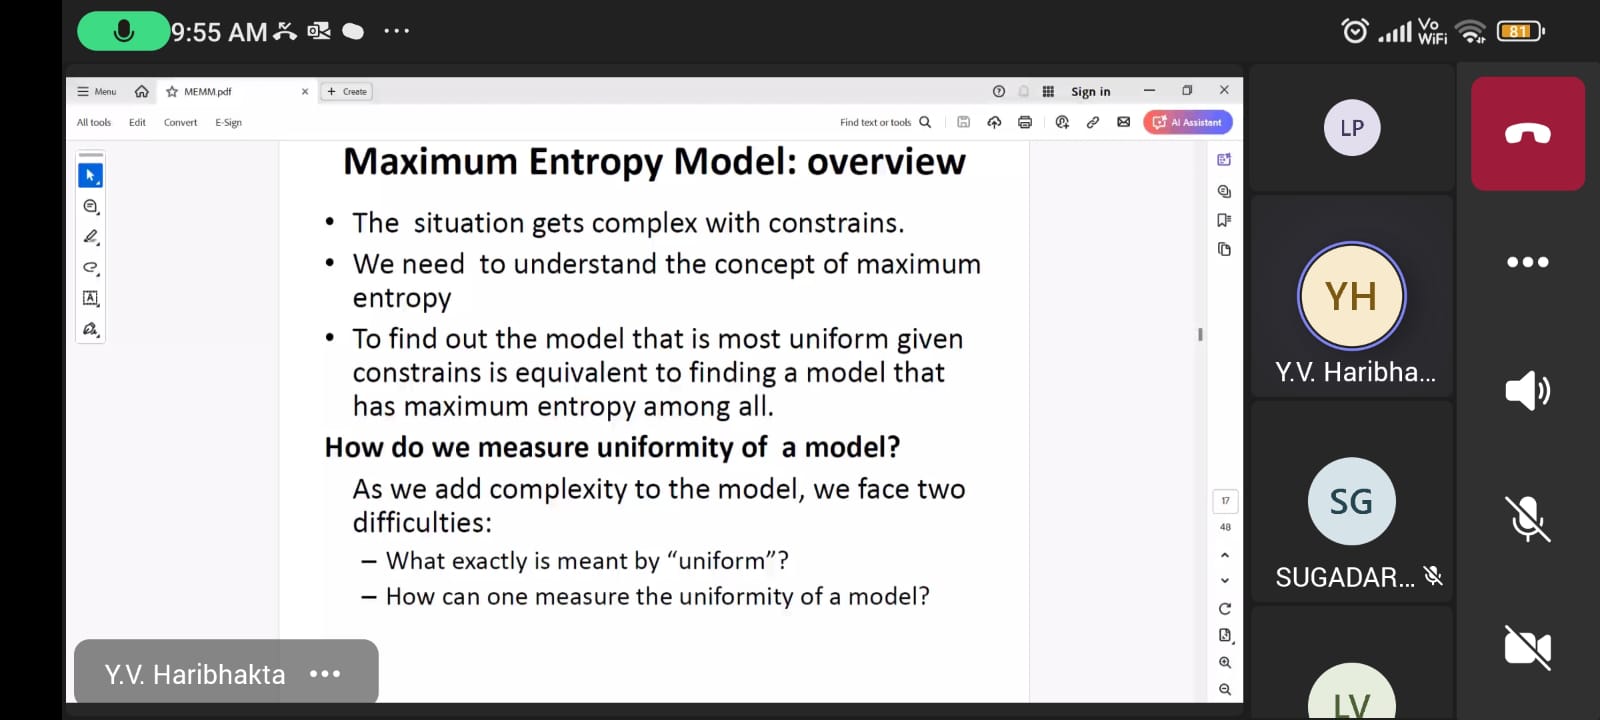 9:55 AM
Vo
WiFi
81
Menu
MEMM.pdf
Create
Sign in
All tools
Edit
Convert
E-Sign
Find text or tools
AI Assistant
Maximum Entropy Model: overview
• The situation gets complex with constrains.
• We need to understand the concept of maximum
entropy
• To find out the model that is most uniform given
constrains is equivalent to finding a model that
has maximum entropy among all.
How do we measure uniformity of a model?
As we add complexity to the model, we face two
difficulties:
– What exactly is meant by “uniform”?
– How can one measure the uniformity of a model?
17
48
Y.V. Haribhakta
LP
YH
Y.V. Haribha...
SG
SUGADAR...
LV